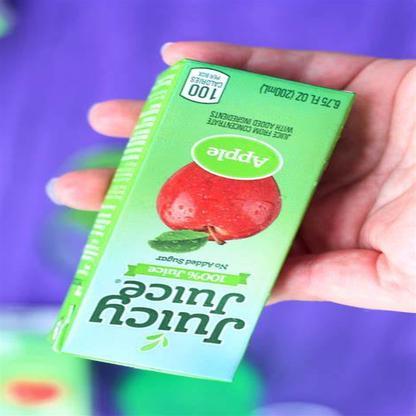 Juicy
Juice®
100% Juice
No Added Sugar
Apple
JUICE FROM CONCENTRATE
WITH ADDED INGREDIENTS
100
CALORIES
PER BOX
6.75 FL OZ (200mL)